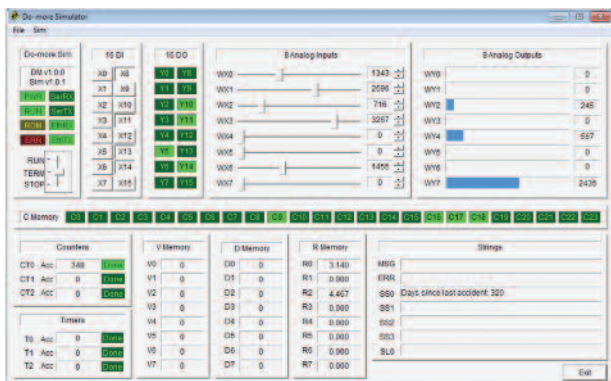 Do-more Simulator
File Sim
Do-more Sim
DM v1.0.0
Sim v1.0.1
PWR SerRX
RUN SerTX
ROM EthRX
ERR EthTX
RUN
TERM
STOP
16 DI
X0 X8
X1 X9
X2 X10
X3 X11
X4 X12
X5 X13
X6 X14
X7 X15
16 DO
Y0 Y8
Y1 Y9
Y2 Y10
Y3 Y11
Y4 Y12
Y5 Y13
Y6 Y14
Y7 Y15
8 Analog Inputs
WX0 1343
WX1 2596
WX2 716
WX3 3257
WX4 0
WX5 0
WX6 1455
WX7 0
8 Analog Outputs
WY0 0
WY1 0
WY2 245
WY3 0
WY4 557
WY5 0
WY6 0
WY7 2435
C Memory C0 C1 C2 C3 C4 C5 C6 C7 C8 C9 C10 C11 C12 C13 C14 C15 C16 C17 C18 C19 C20 C21 C22 C23
Counters
CT0 Acc 348 Done
CT1 Acc 0 Done
CT2 Acc 0 Done
Timers
T0 Acc 0 Done
T1 Acc 0 Done
T2 Acc 0 Done
V Memory
V0 0
V1 0
V2 0
V3 0
V4 0
V5 0
V6 0
V7 0
D Memory
D0 0
D1 0
D2 0
D3 0
D4 0
D5 0
D6 0
D7 0
R Memory
R0 3.140
R1 0.000
R2 4.467
R3 0.000
R4 0.000
R5 0.000
R6 0.000
R7 0.000
Strings
MSG
ERR
SS0 Days since last accident: 320
SS1
SS2
SS3
SL0
Exit